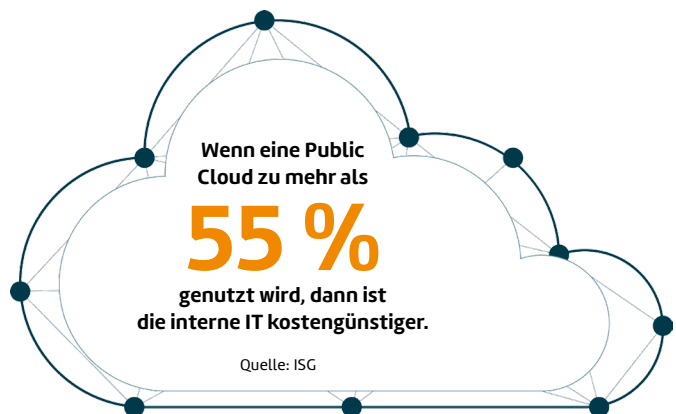 Wenn eine Public
Cloud zu mehr als
55 %
genutzt wird, dann ist
die interne IT kostengünstiger.
Quelle: ISG